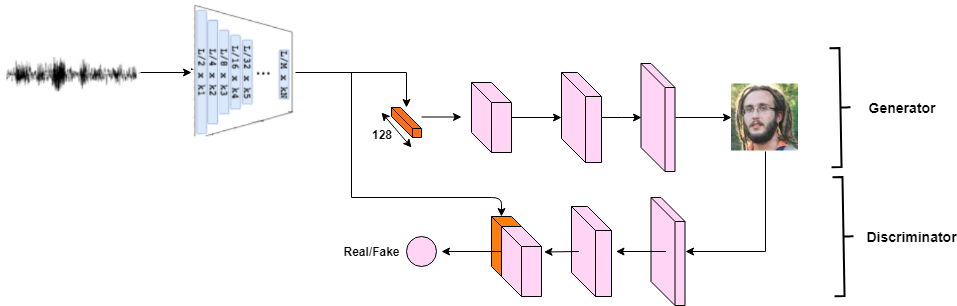 L/2 x k1
L/4 x k2
L/8 x k3
L/16 x k4
L/32 x k5
...
L/M x kN
128
Generator
Real/Fake
Discriminator